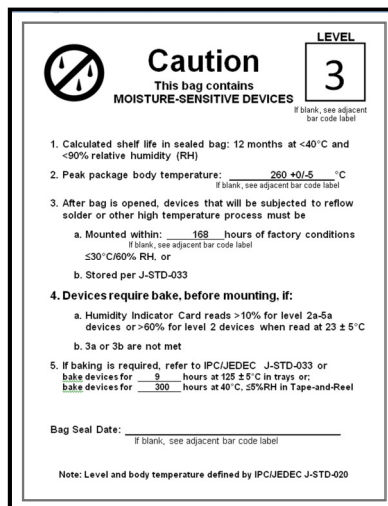 LEVEL
3
Caution
This bag contains
MOISTURE-SENSITIVE DEVICES
If blank, see adjacent
bar code label
1. Calculated shelf life in sealed bag: 12 months at <40°C and
<90% relative humidity (RH)
2. Peak package body temperature: 260 +0/-5 °C
If blank, see adjacent bar code label
3. After bag is opened, devices that will be subjected to reflow
solder or other high temperature process must be
a. Mounted within: 168 hours of factory conditions
If blank, see adjacent bar code label
≤30°C/60% RH, or
b. Stored per J-STD-033
4. Devices require bake, before mounting, if:
a. Humidity Indicator Card reads >10% for level 2a-5a
devices or >60% for level 2 devices when read at 23 ± 5°C
b. 3a or 3b are not met
5. If baking is required, refer to IPC/JEDEC J-STD-033 or
bake devices for 9 hours at 125 ± 5°C in trays or;
bake devices for 300 hours at 40°C, ≤5%RH in Tape-and-Reel
Bag Seal Date:
If blank, see adjacent bar code label
Note: Level and body temperature defined by IPC/JEDEC J-STD-020